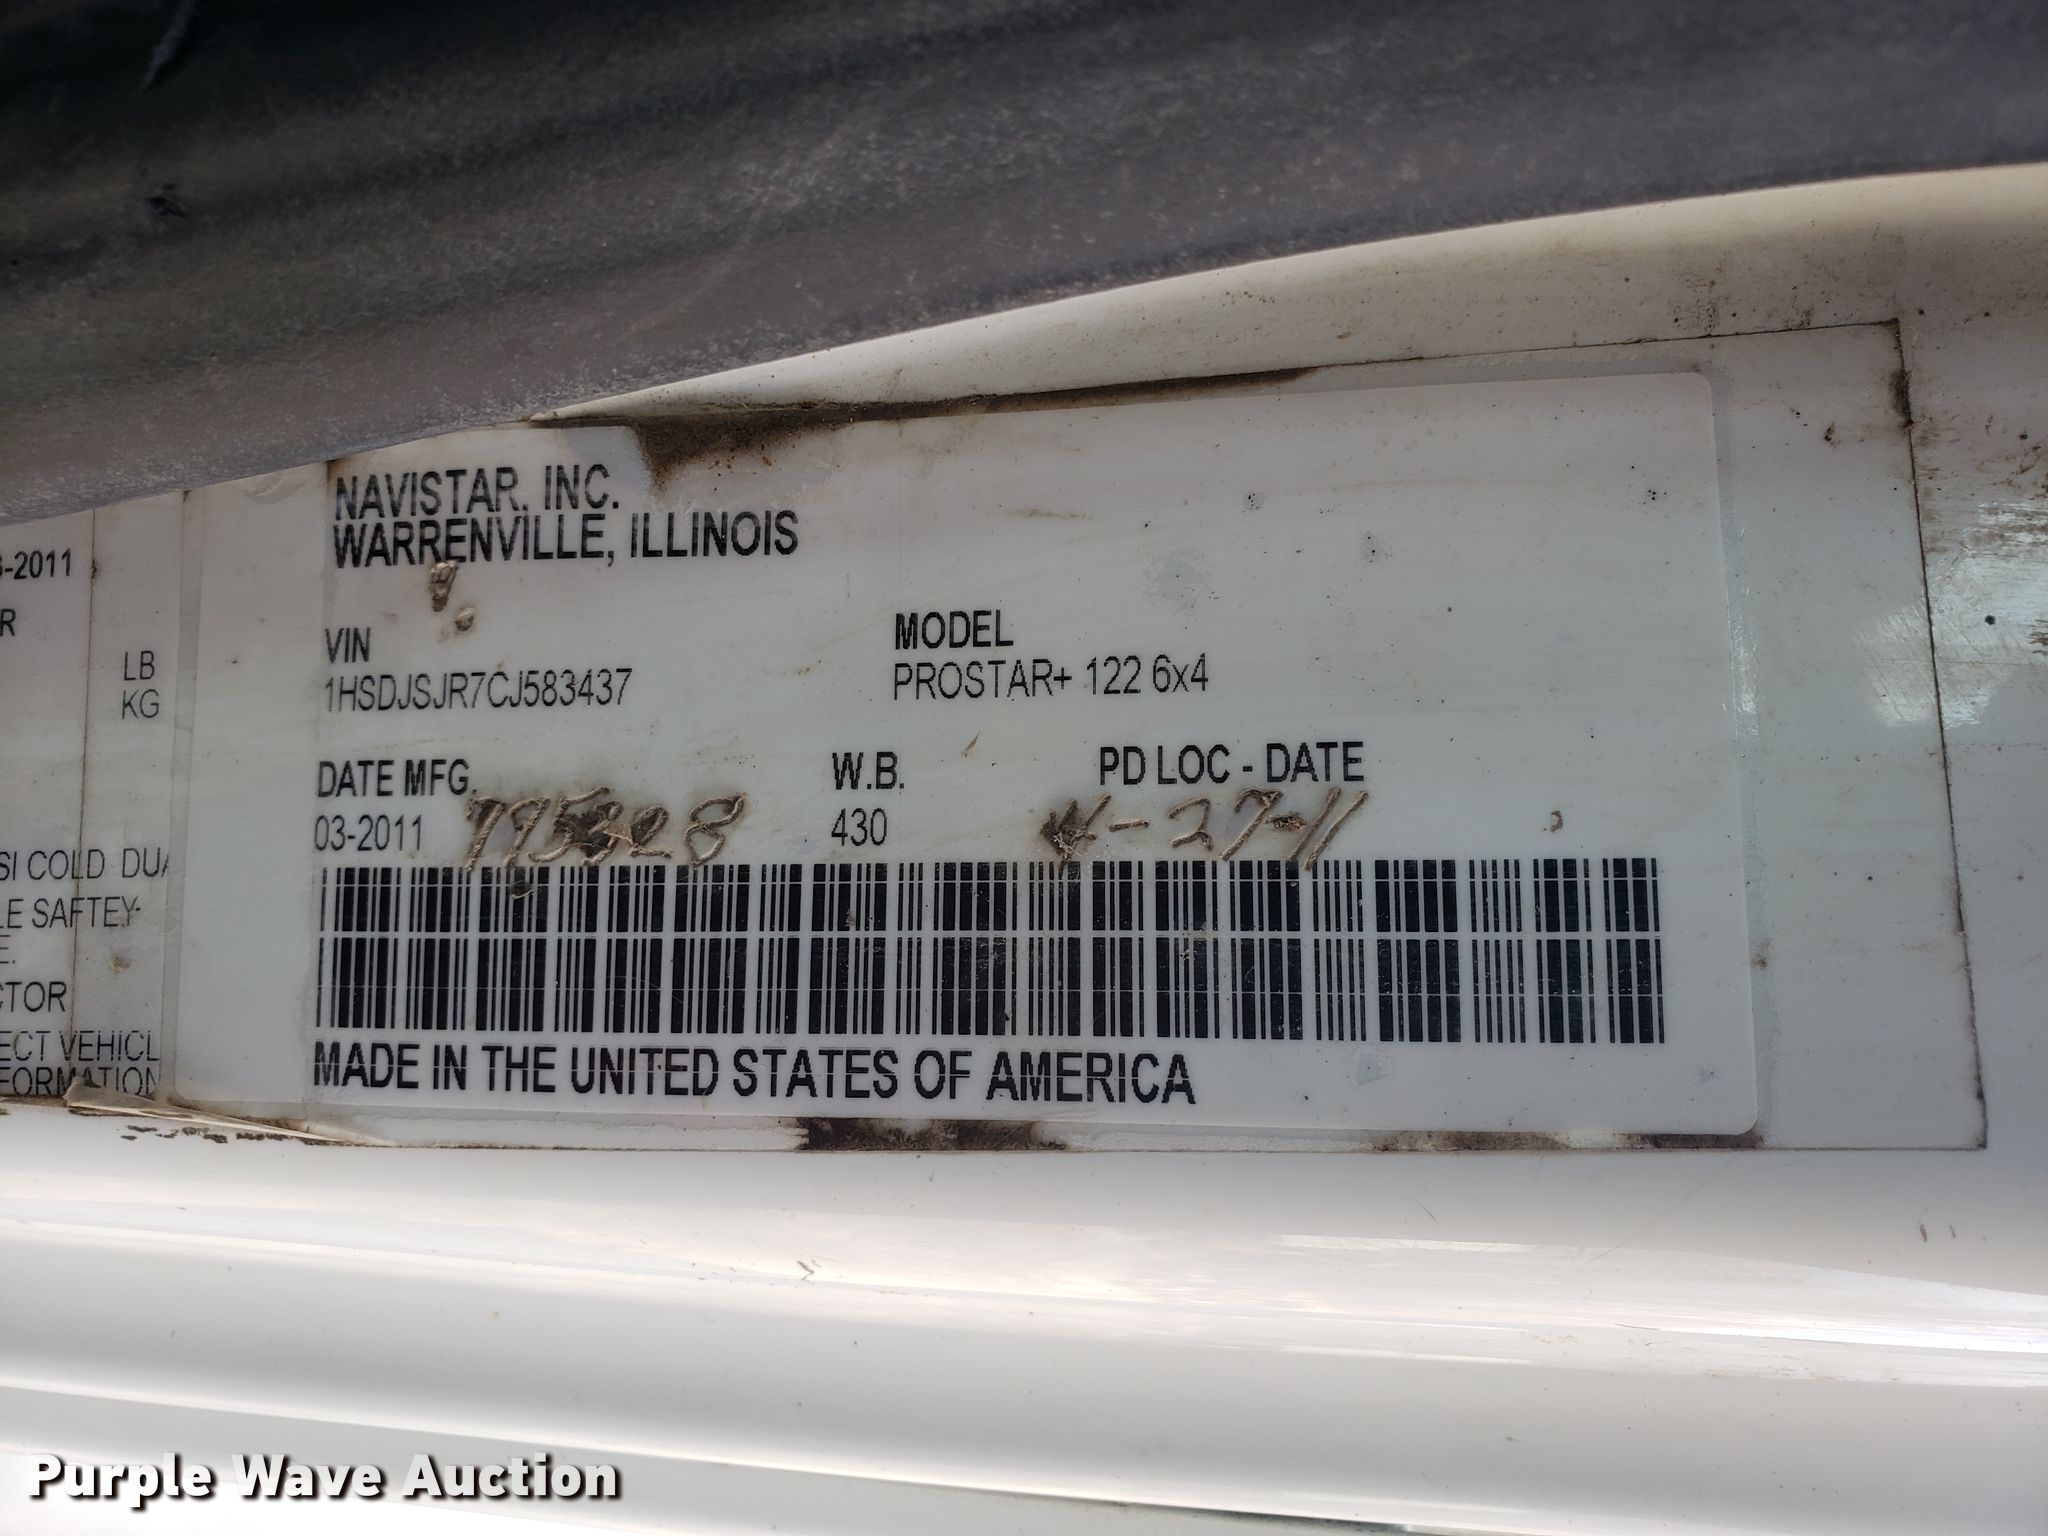 NAVISTAR, INC.
WARRENVILLE, ILLINOIS
VIN
1HSDJSJR7CJ583437
MODEL
PROSTAR+ 122 6x4
DATE MFG.
03-2011
W.B.
430
PD LOC - DATE
4-27-11
MADE IN THE UNITED STATES OF AMERICA
-2011
R
LB
KG
SI COLD DUA
LE SAFTEY
E.
CTOR
ECT VEHICL
FORMATION
Purple Wave Auction